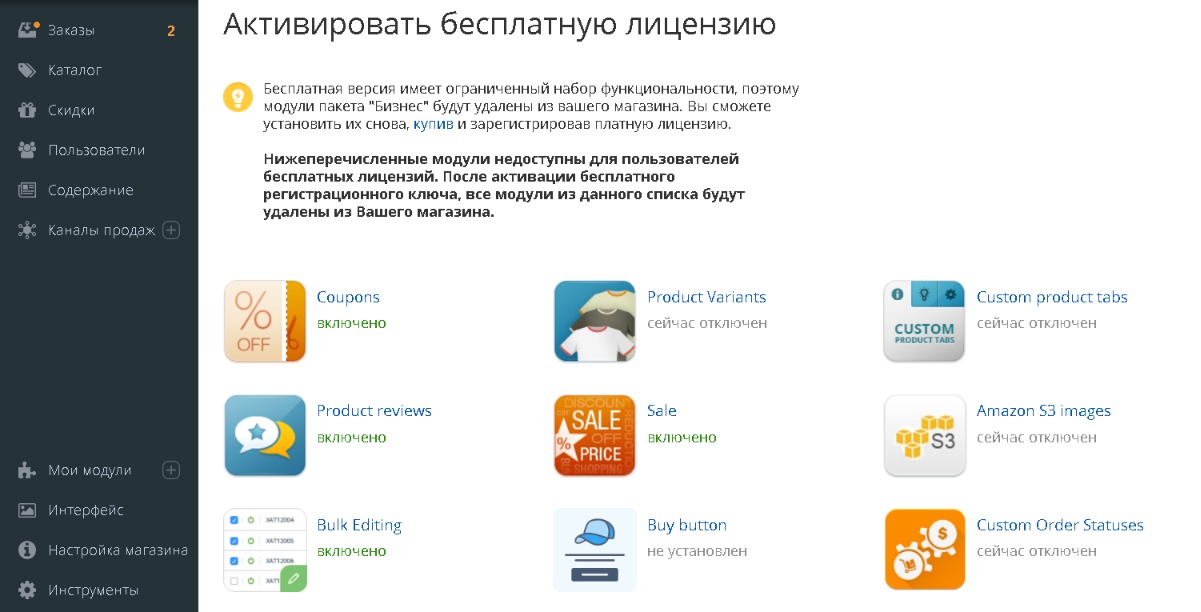 Заказы 2
Каталог
Скидки
Пользователи
Содержание
Каналы продаж
Мои модули
Интерфейс
Настройка магазина
Инструменты
Активировать бесплатную лицензию
Бесплатная версия имеет ограниченный набор функциональности, поэтому
модули пакета "Бизнес" будут удалены из вашего магазина. Вы сможете
установить их снова, купив и зарегистрировав платную лицензию.
Нижеперечисленные модули недоступны для пользователей
бесплатных лицензий. После активации бесплатного
регистрационного ключа, все модули из данного списка будут
удалены из Вашего магазина.
% OFF
Coupons
включено
Product Variants
сейчас отключен
CUSTOM
PRODUCT TABS
Custom product tabs
сейчас отключен
Product reviews
включено
DISCOUN
SALE
% OFF
PRICE
SHOPPING
Sale
включено
S3
Amazon S3 images
сейчас отключен
XAT12004
XAT12005
XAT12006
XAT1
Bulk Editing
включено
Buy button
не установлен
$
Custom Order Statuses
сейчас отключен